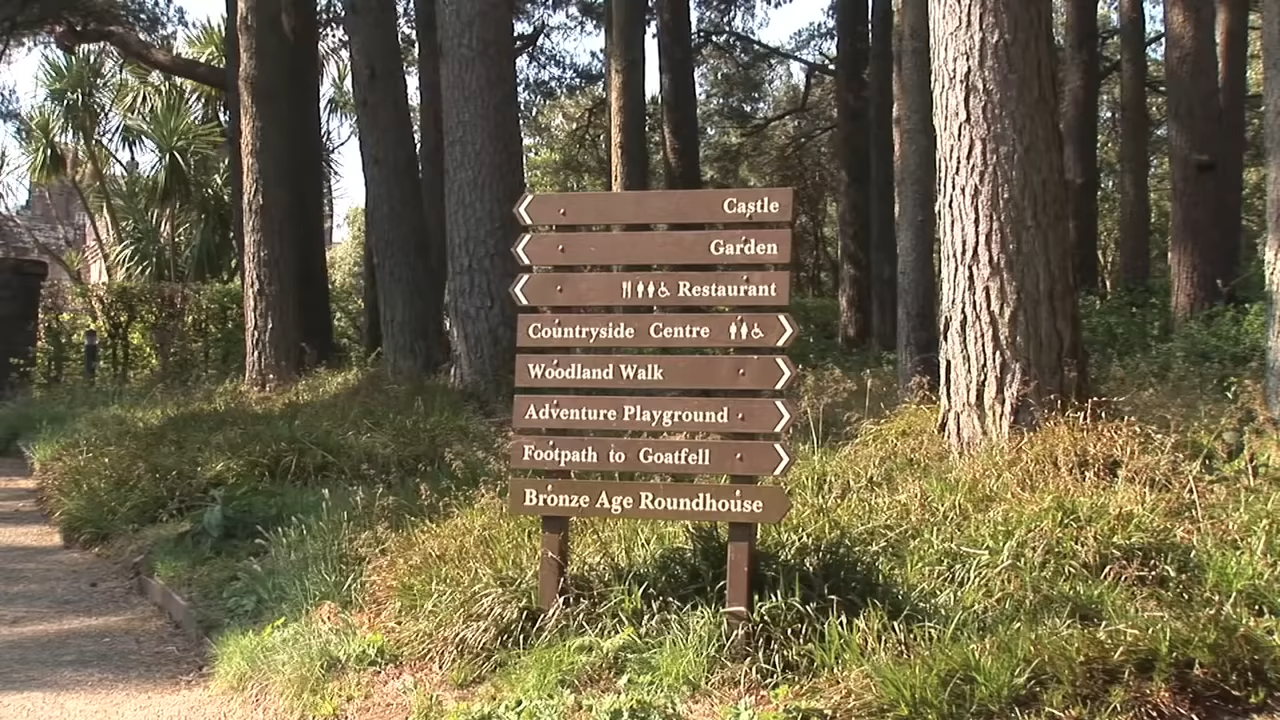 Castle
Garden
Restaurant
Countryside Centre
Woodland Walk
Adventure Playground
Footpath to Goatfell
Bronze Age Roundhouse